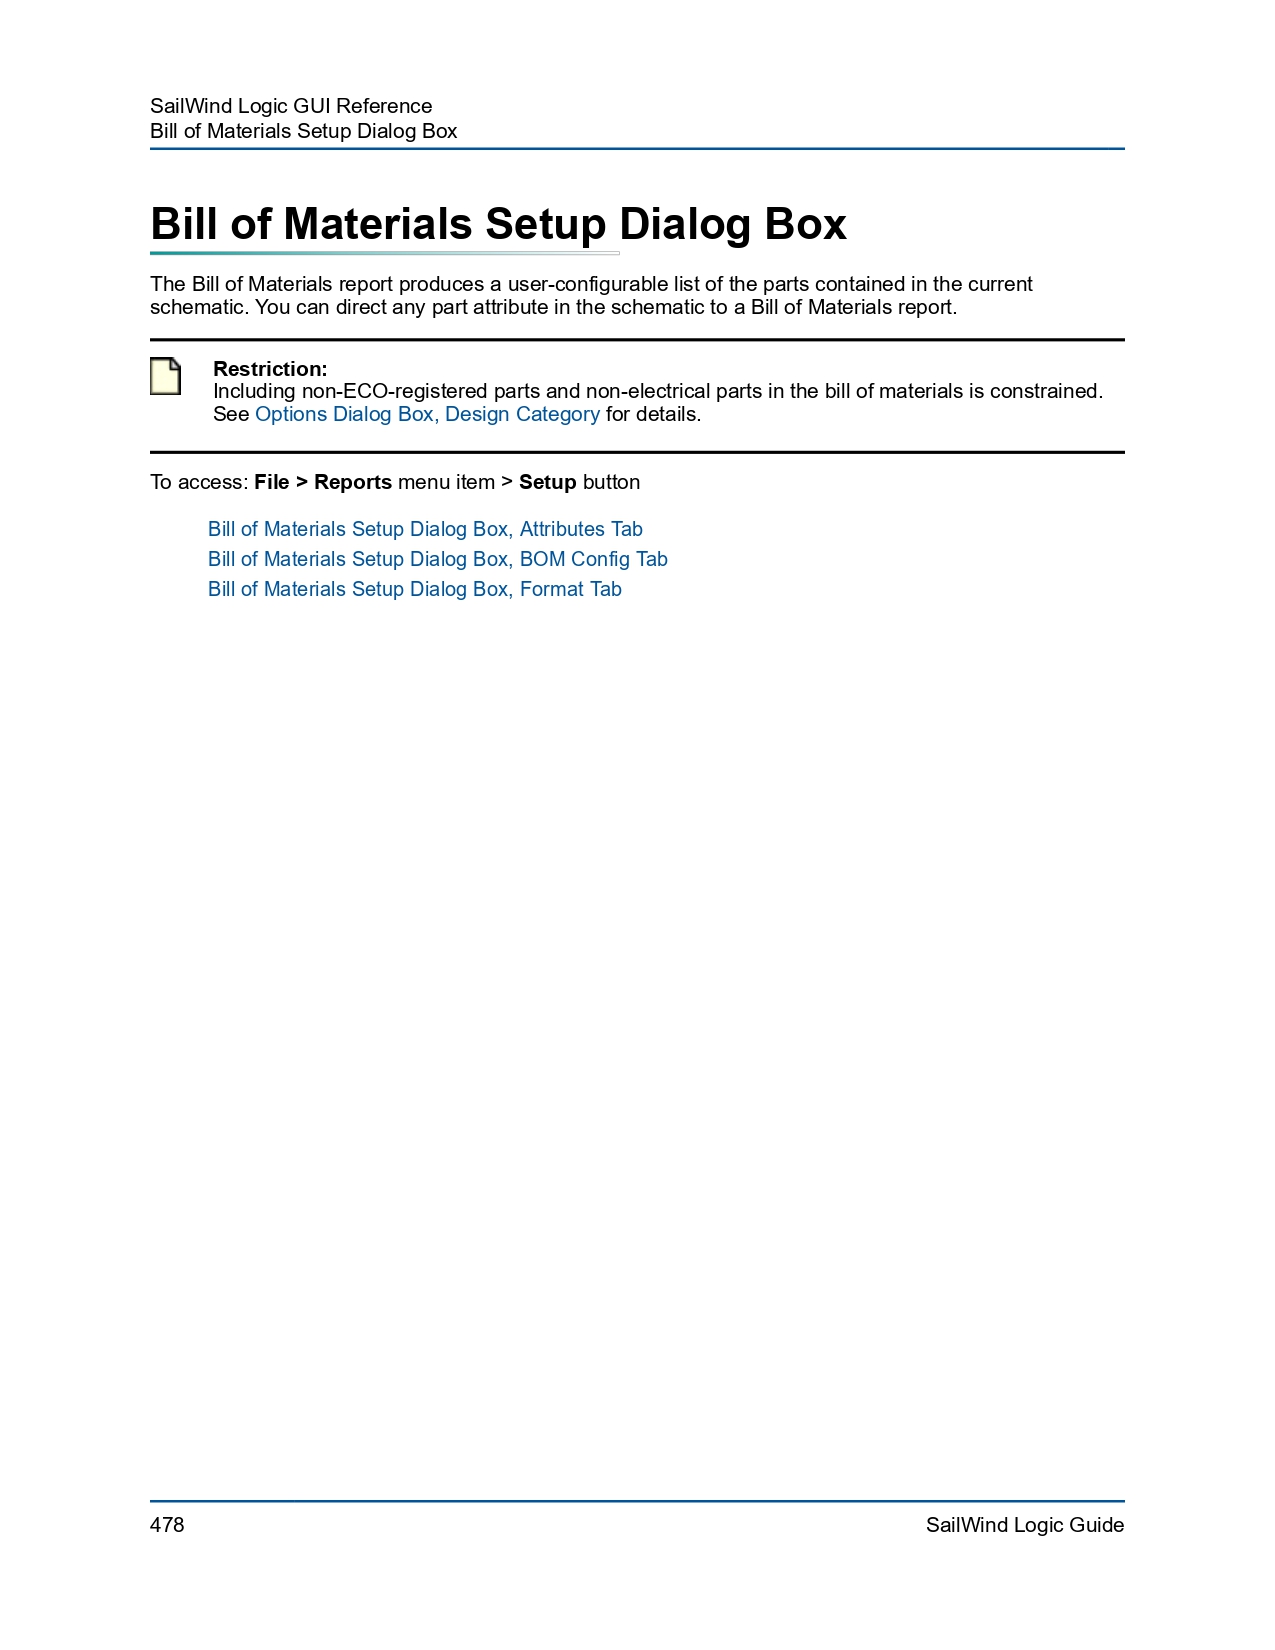 SailWind Logic GUI Reference
Bill of Materials Setup Dialog Box
Bill of Materials Setup Dialog Box
The Bill of Materials report produces a user-configurable list of the parts contained in the current
schematic. You can direct any part attribute in the schematic to a Bill of Materials report.
Restriction:
Including non-ECO-registered parts and non-electrical parts in the bill of materials is constrained.
See Options Dialog Box, Design Category for details.
To access: File > Reports menu item > Setup button
Bill of Materials Setup Dialog Box, Attributes Tab
Bill of Materials Setup Dialog Box, BOM Config Tab
Bill of Materials Setup Dialog Box, Format Tab
478
SailWind Logic Guide